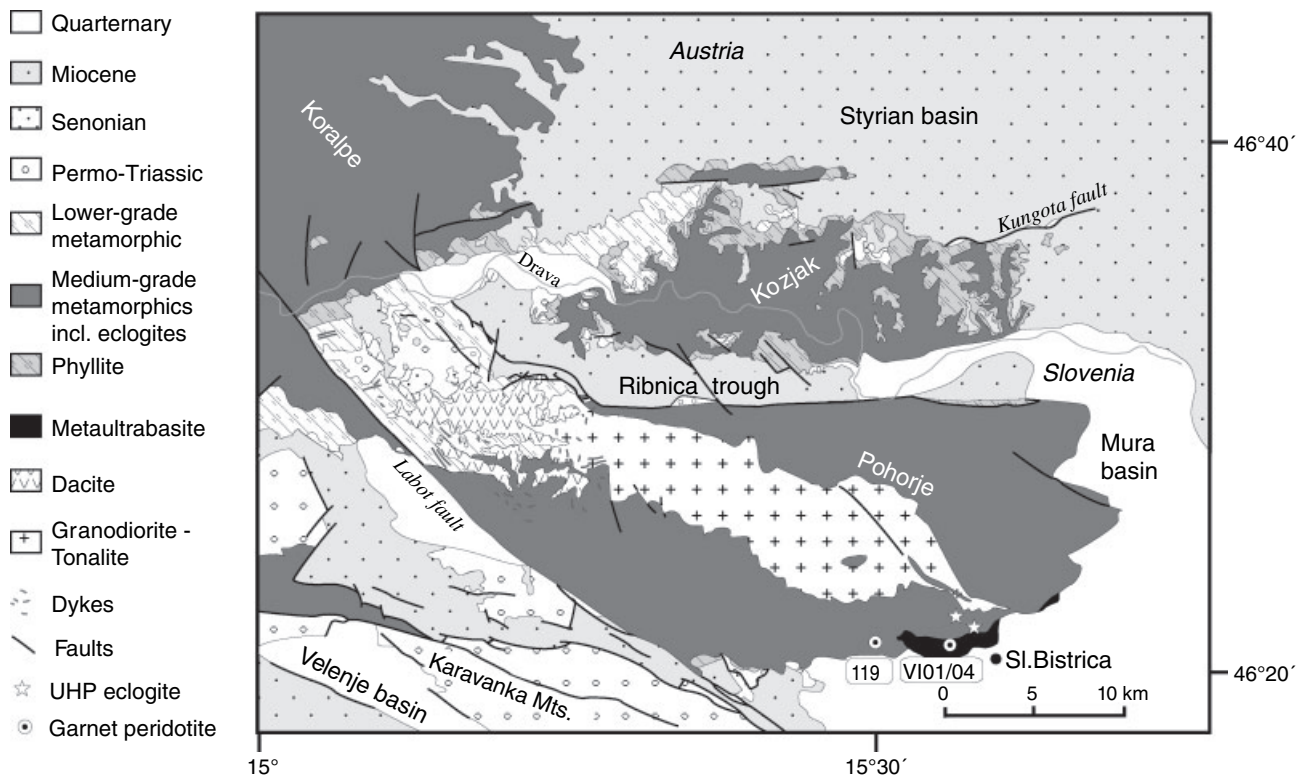 Quarternary
Miocene
Senonian
Permo-Triassic
Lower-grade
metamorphic
Medium-grade
metamorphics
incl. eclogites
Phyllite
Metaultrabasite
Dacite
Granodiorite -
Tonalite
Dykes
Faults
UHP eclogite
Garnet peridotite
Austria
Styrian basin
Koralpe
46°40´
Kungota fault
Drava
Kozjak
Slovenia
Ribnica trough
Mura
basin
Pohorje
Labot fault
Sl.Bistrica
119
VI01/04
46°20´
Velenje basin
Karavanka Mts.
0 5 10 km
15°
15°30´